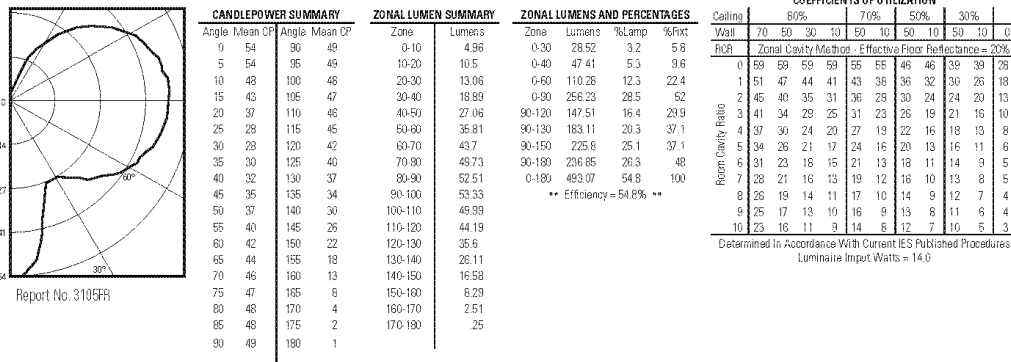 CANDLEPOWER SUMMARY
Angle Mean CP Angle Mean CP
0 54 90 49
5 54 95 49
10 48 100 48
15 43 105 47
20 37 110 46
25 28 115 45
30 28 120 42
35 30 125 40
40 32 130 37
45 35 135 34
50 37 140 30
55 40 145 26
60 42 150 22
65 44 155 18
70 46 160 13
75 47 165 8
80 48 170 4
85 48 175 2
90 49 180 1
ZONAL LUMEN SUMMARY
Zone Lumens
0-10 4.96
10-20 10.5
20-30 13.06
30-40 18.89
40-50 27.06
50-60 35.81
60-70 43.7
70-80 49.73
80-90 52.51
90-100 53.33
100-110 49.99
110-120 44.19
120-130 35.6
130-140 26.11
140-150 16.58
150-160 8.29
160-170 2.51
170-180 .25
ZONAL LUMENS AND PERCENTAGES
Zone Lumens %Lamp %Fixt
0-30 28.52 3.2 5.8
0-40 47.41 5.3 9.6
0-60 110.28 12.3 22.4
0-90 256.23 28.5 52
90-120 147.51 16.4 29.9
90-130 183.11 20.3 37.1
90-150 225.8 25.1 37.1
90-180 236.85 26.3 48
0-180 493.07 54.8 100
** Efficiency = 54.8% **
COEFFICIENTS OF UTILIZATION
Ceiling 80% 70% 50% 30%
Wall 70 50 30 10 50 10 50 10 50 10 0
RCR Zonal Cavity Method - Effective Floor Reflectance = 20%
Room Cavity Ratio
0 59 59 59 59 55 55 46 46 39 39 28
1 51 47 44 41 43 38 36 32 30 26 18
2 45 40 35 31 36 29 30 24 24 20 13
3 41 34 29 25 31 23 26 19 21 16 10
4 37 30 24 20 27 19 22 16 18 13 8
5 34 26 21 17 24 16 20 13 16 11 6
6 31 23 18 15 21 13 18 11 14 9 5
7 28 21 16 13 19 12 16 10 13 8 5
8 26 19 14 11 17 10 14 9 12 7 4
9 25 17 13 10 16 9 13 8 11 6 4
10 23 16 11 9 14 8 12 7 10 5 3
Determined In Accordance With Current IES Published Procedures
Luminaire Imput Watts = 14.0
0
14
27
40
54
60°
30°
Report No. 3105FR